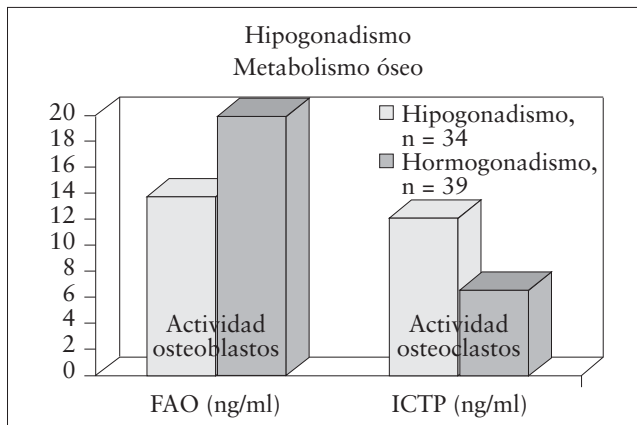 Hipogonadismo
Metabolismo óseo
20
18
16
14
12
10
8
6
4
2
0
Hipogonadismo,
n = 34
Hormogonadismo,
n = 39
Actividad
osteoblastos
Actividad
osteoclastos
FAO (ng/ml)
ICTP (ng/ml)